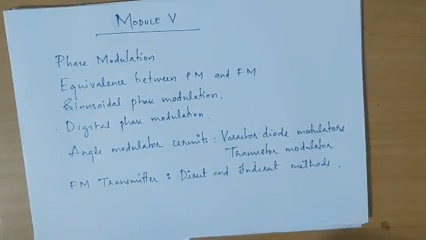 MODULE V
Phase Modulation
Equivalence between PM and FM
Sinusoidal phase modulation.
. Digital phase modulation.
Angle modulator circuits : Varactor diode modulators
Transistor modulator
FM Transmitter : Direct and Indirect methods .